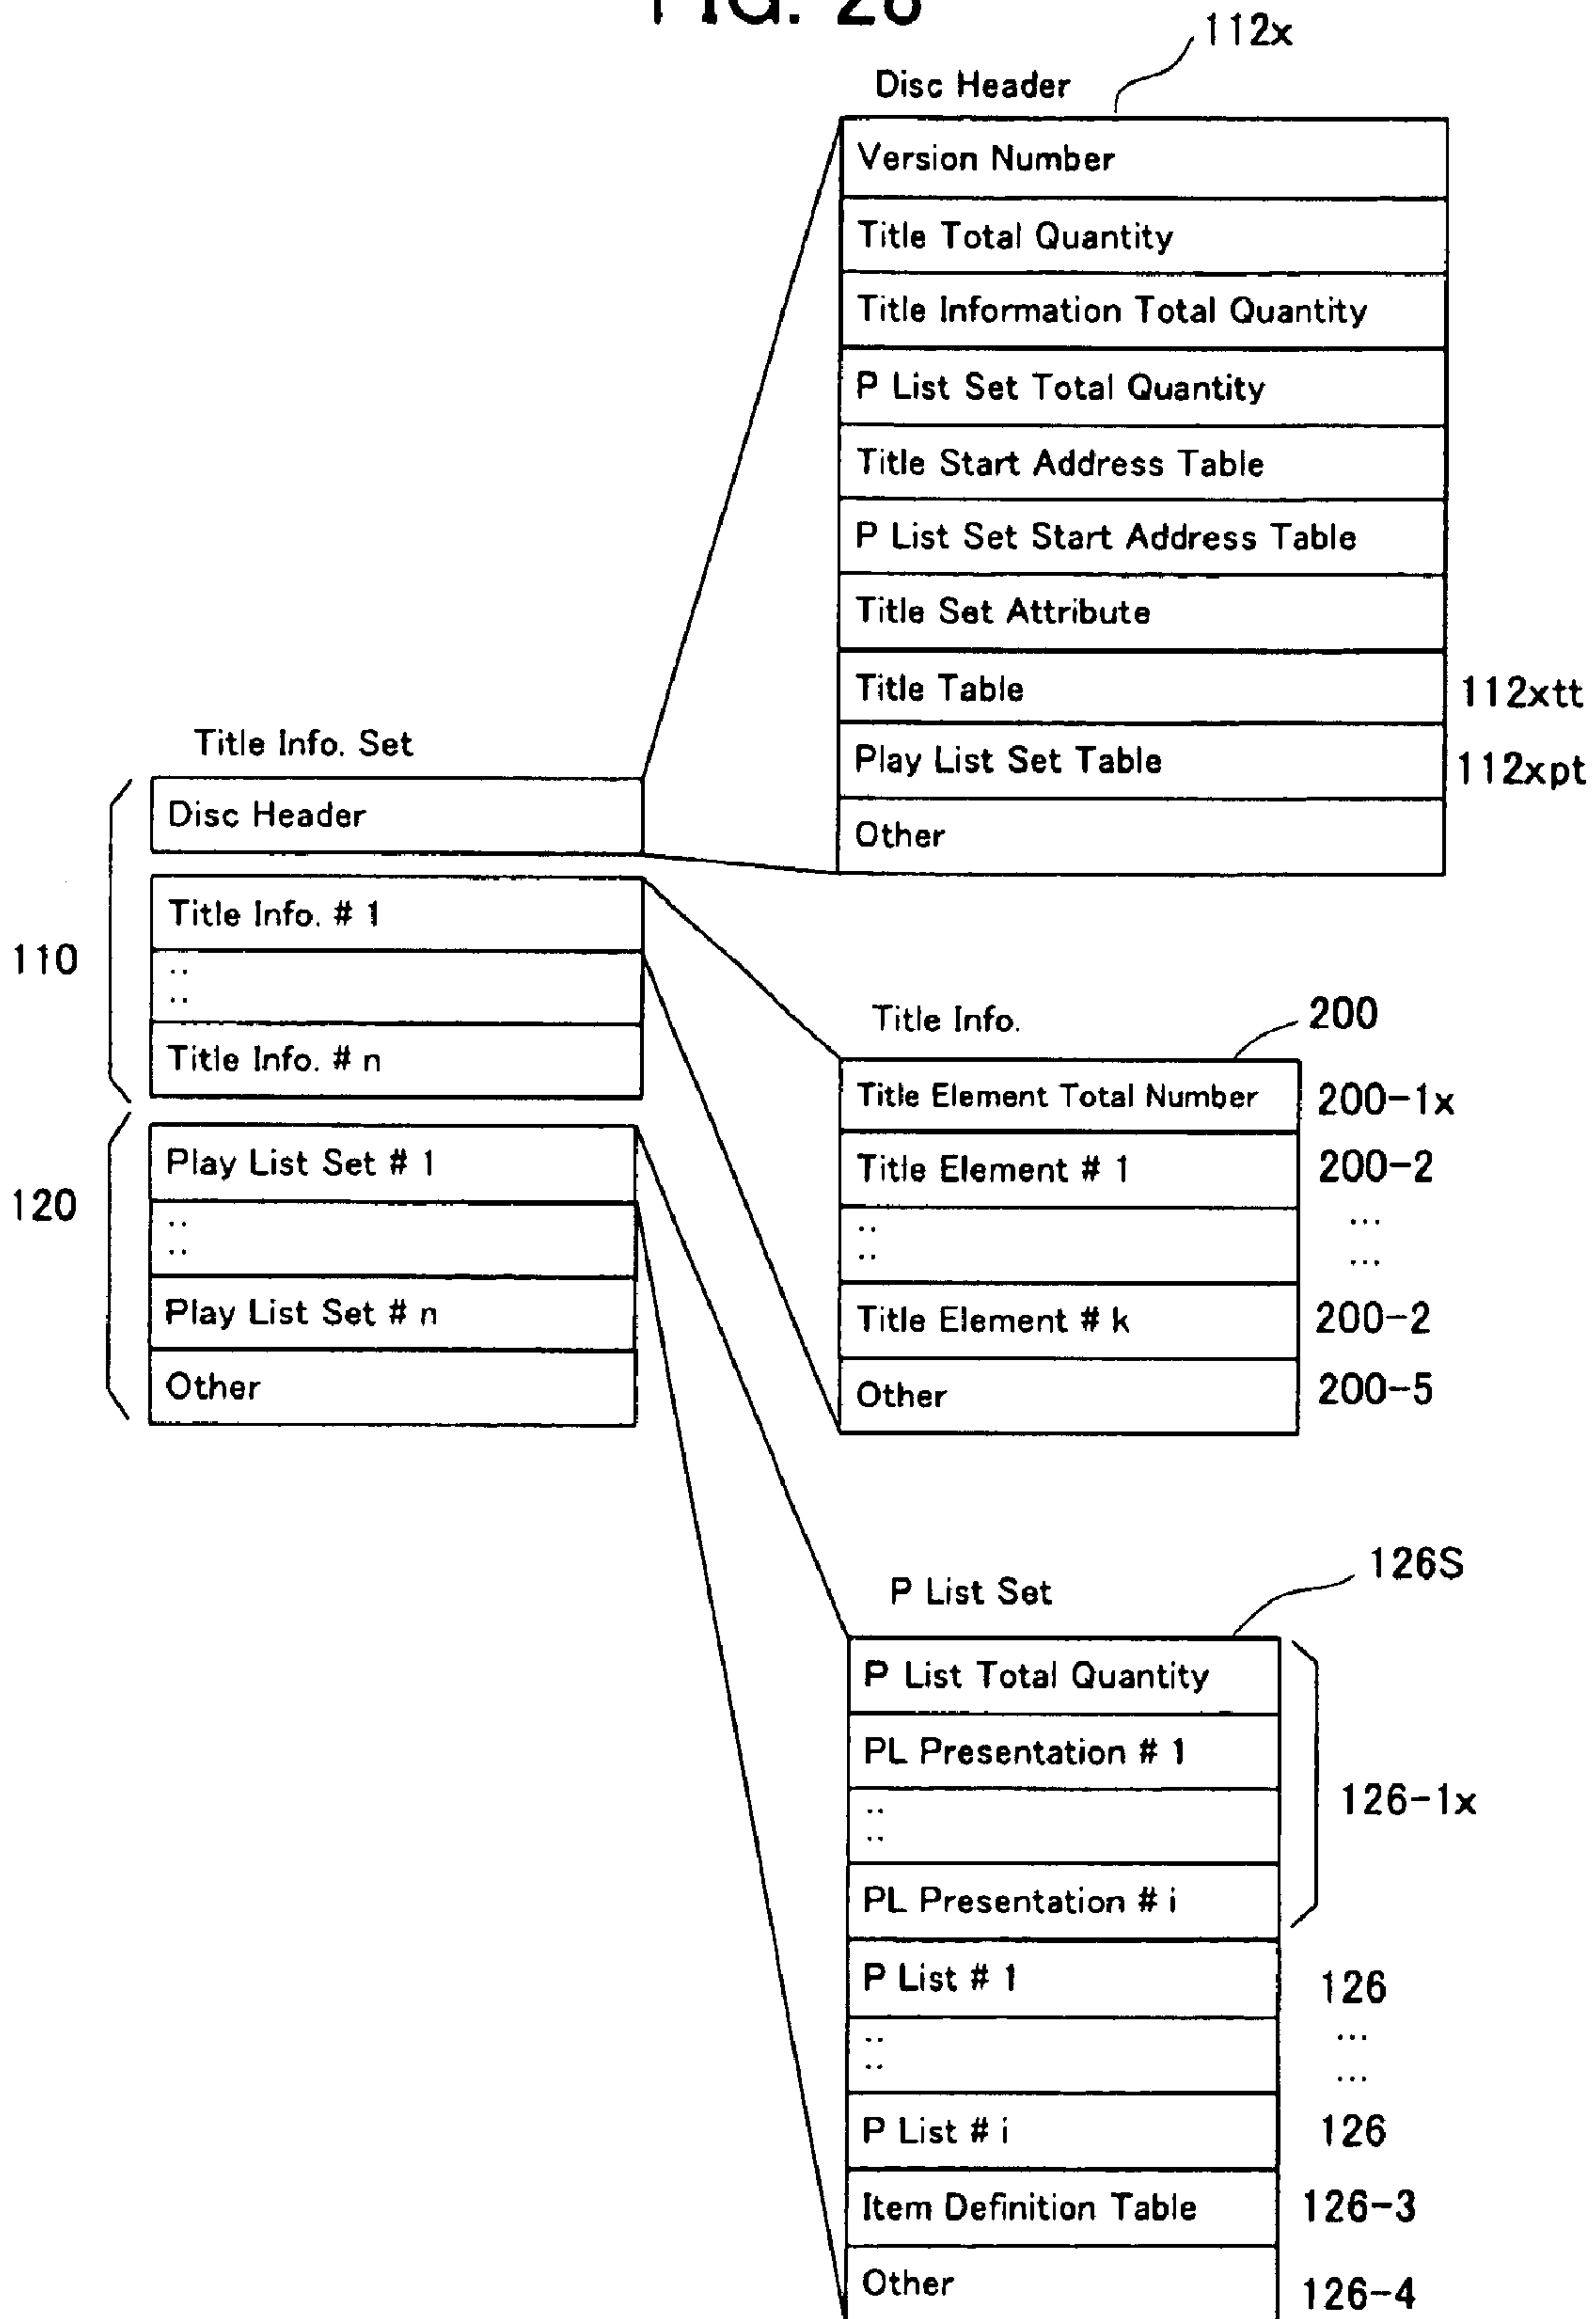 FIG.
112x
Disc Header
Version Number
Title Total Quantity
Title Information Total Quantity
P List Set Total Quantity
Title Start Address Table
P List Set Start Address Table
Title Set Attribute
Title Table 112xtt
Play List Set Table 112xpt
Other
Title Info. Set
Disc Header
Title Info. # 1
..
..
Title Info. # n
110
Play List Set # 1
..
..
Play List Set # n
Other
120
Title Info. 200
Title Element Total Number 200-1x
Title Element # 1 200-2
.. ...
.. ...
Title Element # k 200-2
Other 200-5
126S
P List Set
P List Total Quantity
PL Presentation # 1
..
..
PL Presentation # i
126-1x
P List # 1 126
.. ...
.. ...
P List # i 126
Item Definition Table 126-3
Other 126-4